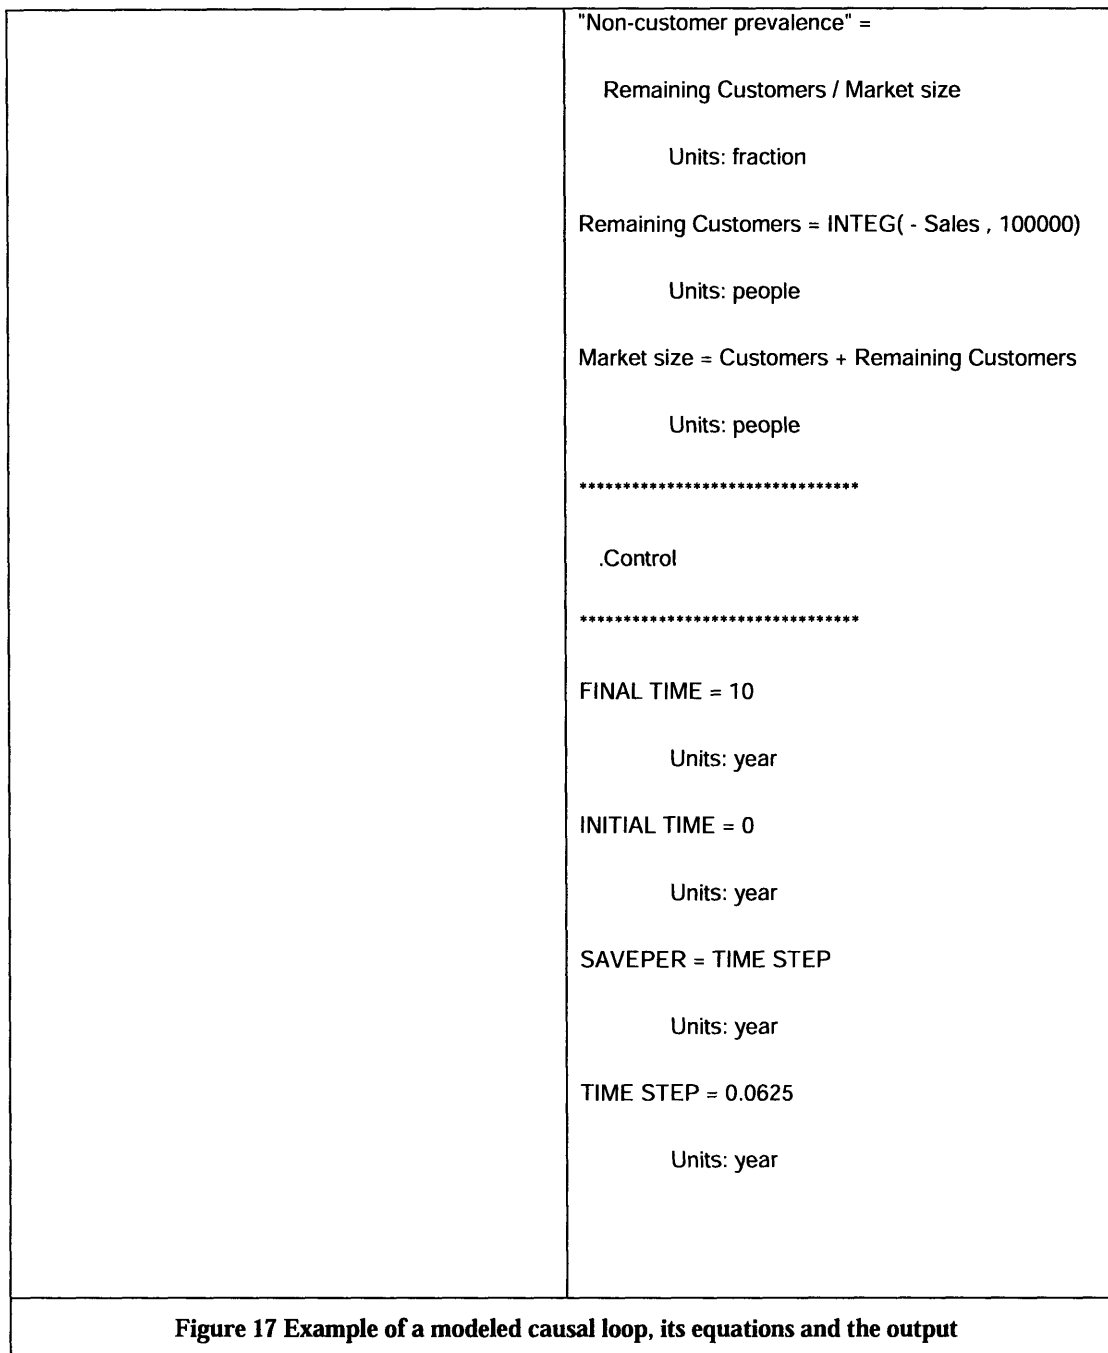 "Non-customer prevalence" =
Remaining Customers / Market size
Units: fraction
Remaining Customers = INTEG( - Sales , 100000)
Units: people
Market size = Customers + Remaining Customers
Units: people
********************************
.Control
********************************
FINAL TIME = 10
Units: year
INITIAL TIME = 0
Units: year
SAVEPER = TIME STEP
Units: year
TIME STEP = 0.0625
Units: year
Figure 17 Example of a modeled causal loop, its equations and the output